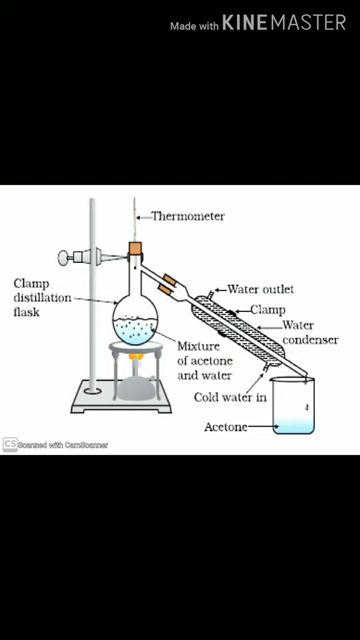 Made with KINEMASTER
Thermometer
Clamp
distillation
flask
Water outlet
Clamp
Water
condenser
Mixture
of acetone
and water
Cold water in
Acetone
CS Scanned with CamScanner